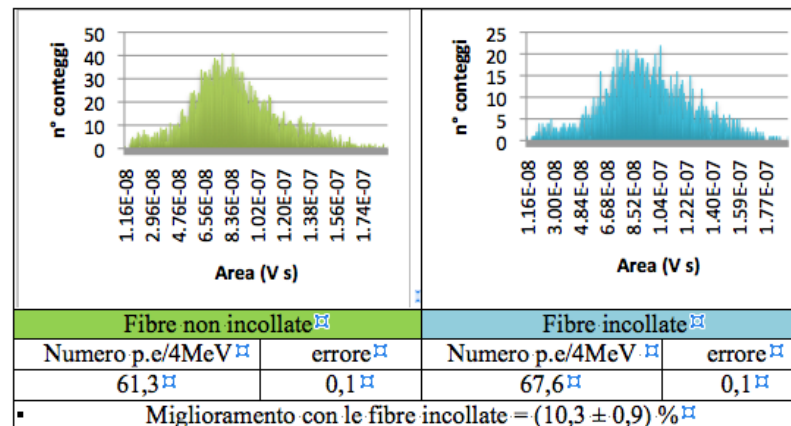 50
40
30
20
10
0
n° conteggi
1.16E-08
2.96E-08
4.76E-08
6.56E-08
8.36E-08
1.02E-07
1.20E-07
1.38E-07
1.56E-07
1.74E-07
Area (V s)
25
20
15
10
5
0
n° conteggi
1.16E-08
3.00E-08
4.84E-08
6.68E-08
8.52E-08
1.04E-07
1.22E-07
1.40E-07
1.59E-07
1.77E-07
Area (V s)
Fibre non incollate Fibre incollate
Numero p.e/4MeV errore Numero p.e/4MeV errore
61,3 0,1 67,6 0,1
Miglioramento con le fibre incollate = (10,3 ± 0,9) %